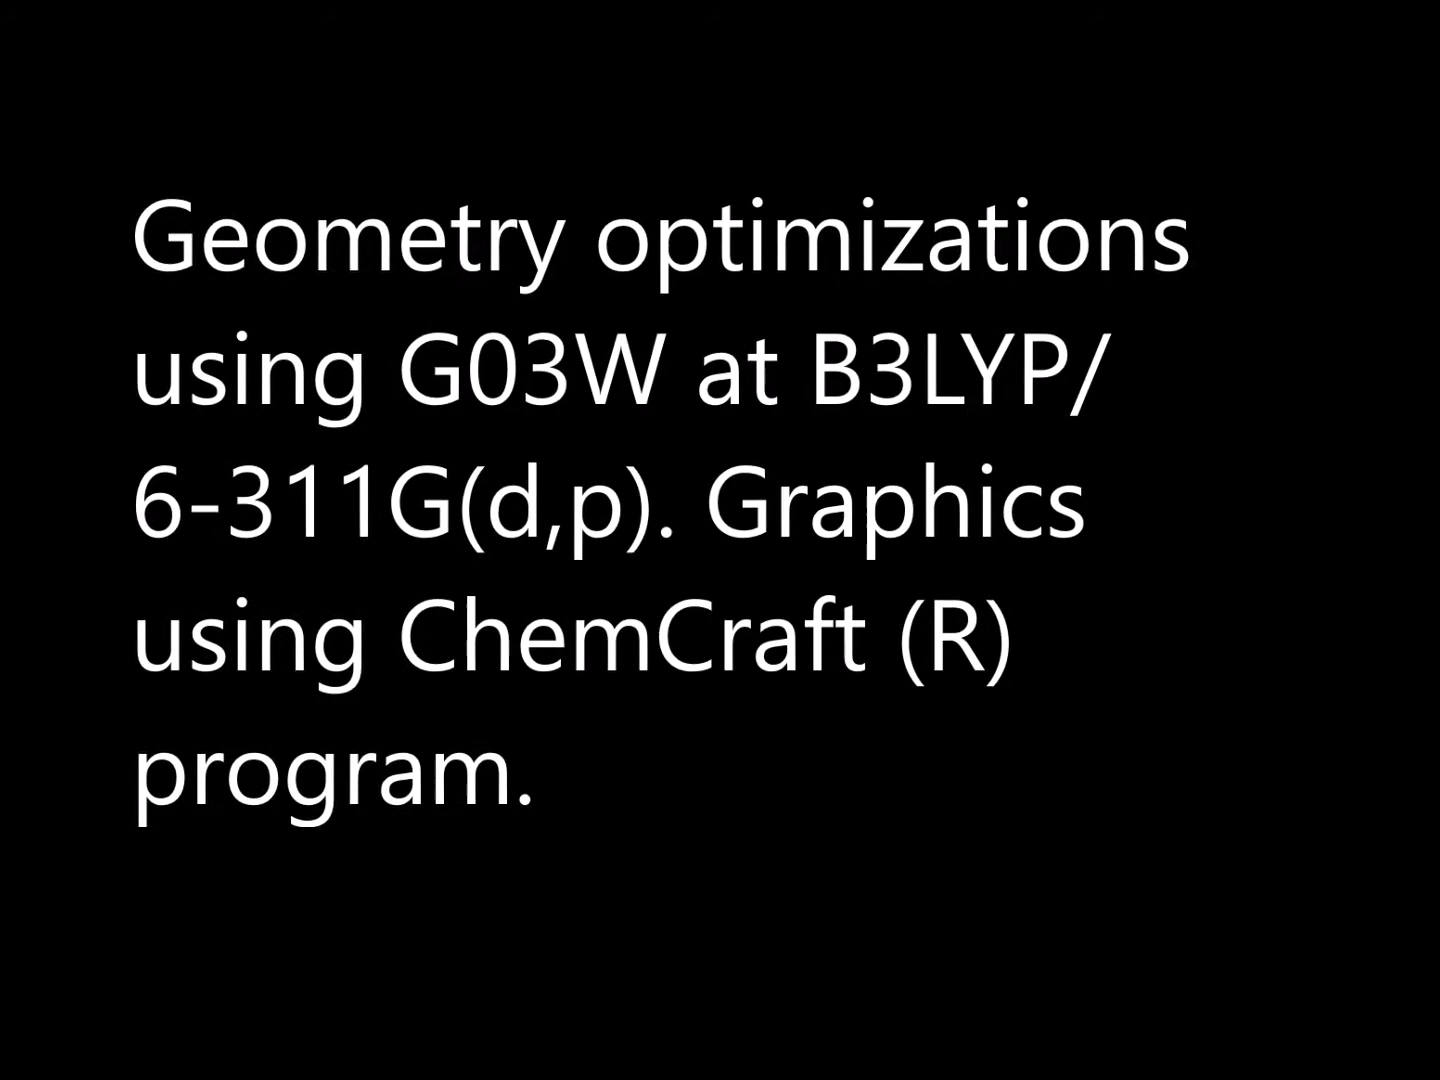 Geometry optimizations
using G03W at B3LYP/
6-311G(d,p). Graphics
using ChemCraft (R)
program.